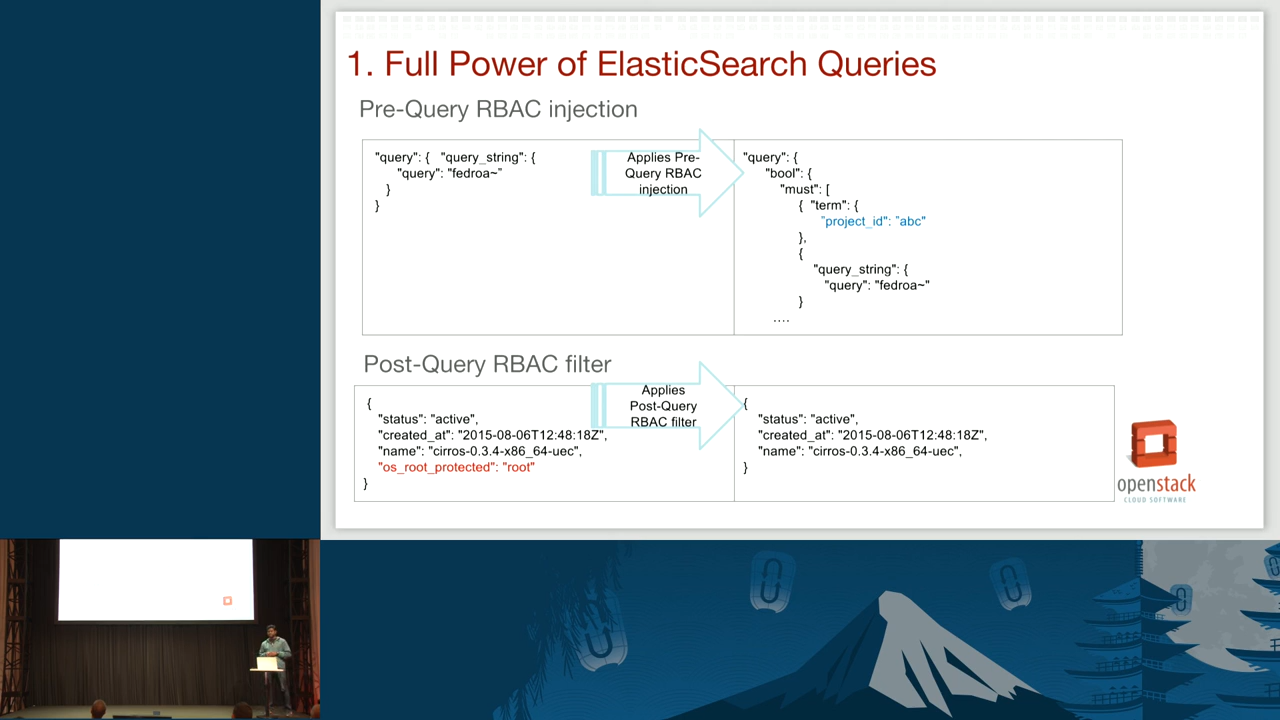 1. Full Power of ElasticSearch Queries
Pre-Query RBAC injection
"query": {   "query_string": {
"query": "fedroa~"
}
}
Applies Pre-
Query RBAC
injection
"query": {
"bool": {
"must": [
{  "term": {
"project_id": "abc"
},
{
"query_string": {
"query": "fedroa~"
}
....
Post-Query RBAC filter
{
"status": "active",
"created_at": "2015-08-06T12:48:18Z",
"name": "cirros-0.3.4-x86_64-uec",
"os_root_protected": "root"
}
Applies
Post-Query
RBAC filter
{
"status": "active",
"created_at": "2015-08-06T12:48:18Z",
"name": "cirros-0.3.4-x86_64-uec",
}
openstack
CLOUD SOFTWARE